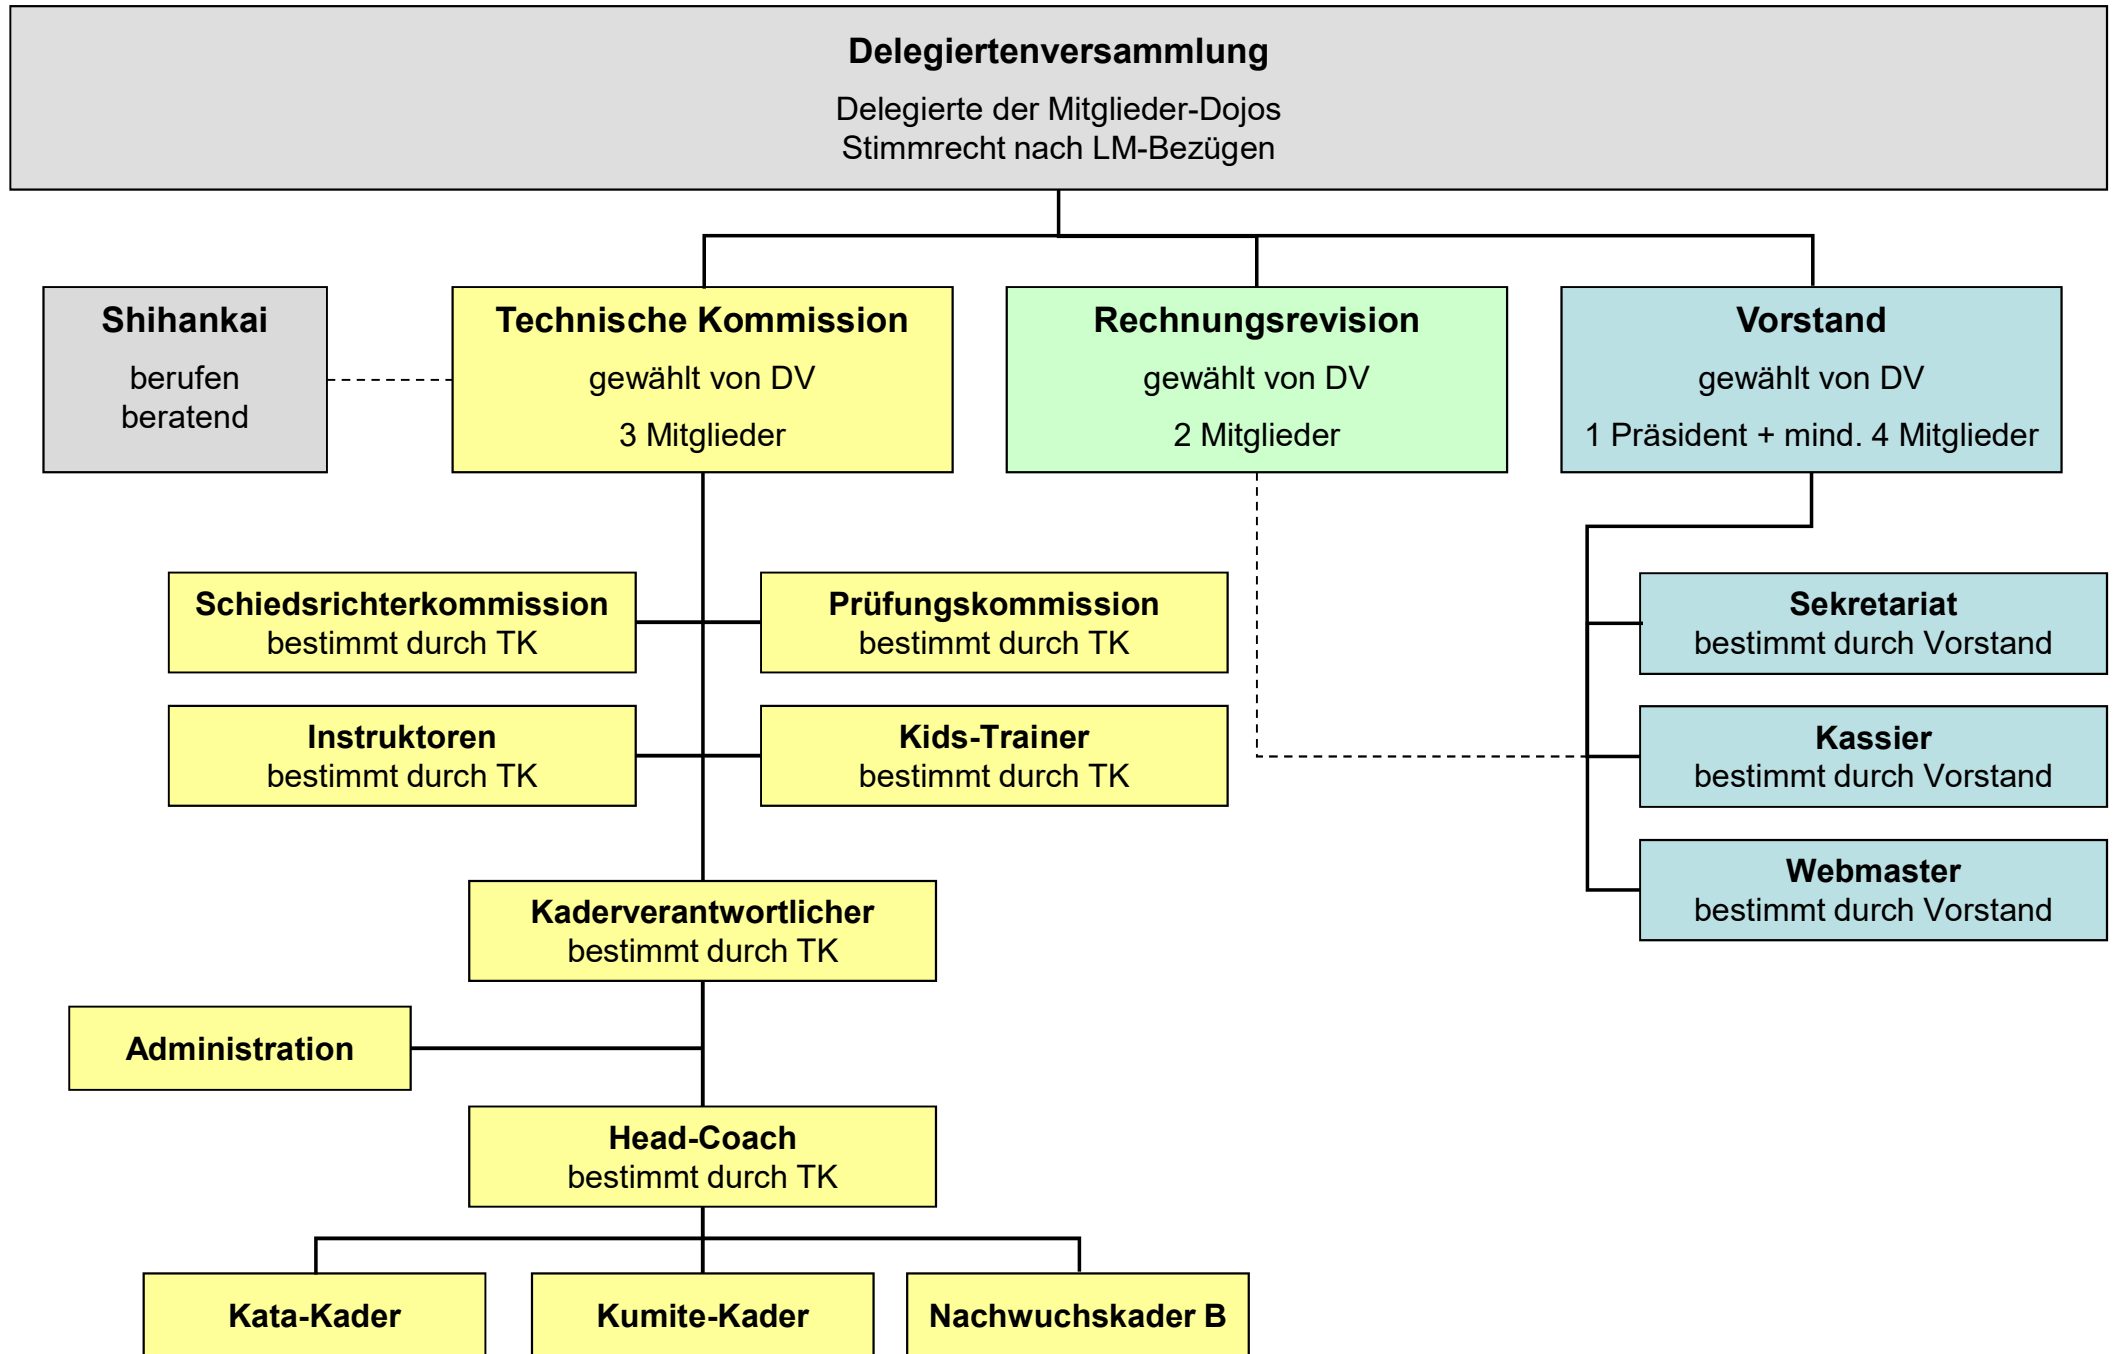 Delegiertenversammlung
Delegierte der Mitglieder-Dojos
Stimmrecht nach LM-Bezügen
Shihankai
berufen
beratend
Technische Kommission
gewählt von DV
3 Mitglieder
Rechnungsrevision
gewählt von DV
2 Mitglieder
Vorstand
gewählt von DV
1 Präsident + mind. 4 Mitglieder
Schiedsrichterkommission
bestimmt durch TK
Prüfungskommission
bestimmt durch TK
Sekretariat
bestimmt durch Vorstand
Instruktoren
bestimmt durch TK
Kids-Trainer
bestimmt durch TK
Kassier
bestimmt durch Vorstand
Webmaster
bestimmt durch Vorstand
Kaderverantwortlicher
bestimmt durch TK
Administration
Head-Coach
bestimmt durch TK
Kata-Kader
Kumite-Kader
Nachwuchskader B